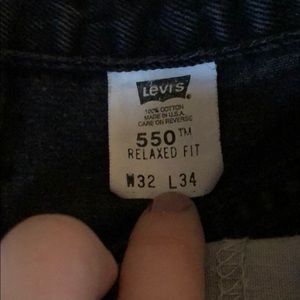 Levi's
100% COTTON
MADE IN U.S.A.
CARE ON REVERSE
550™
RELAXED FIT
W32 L34